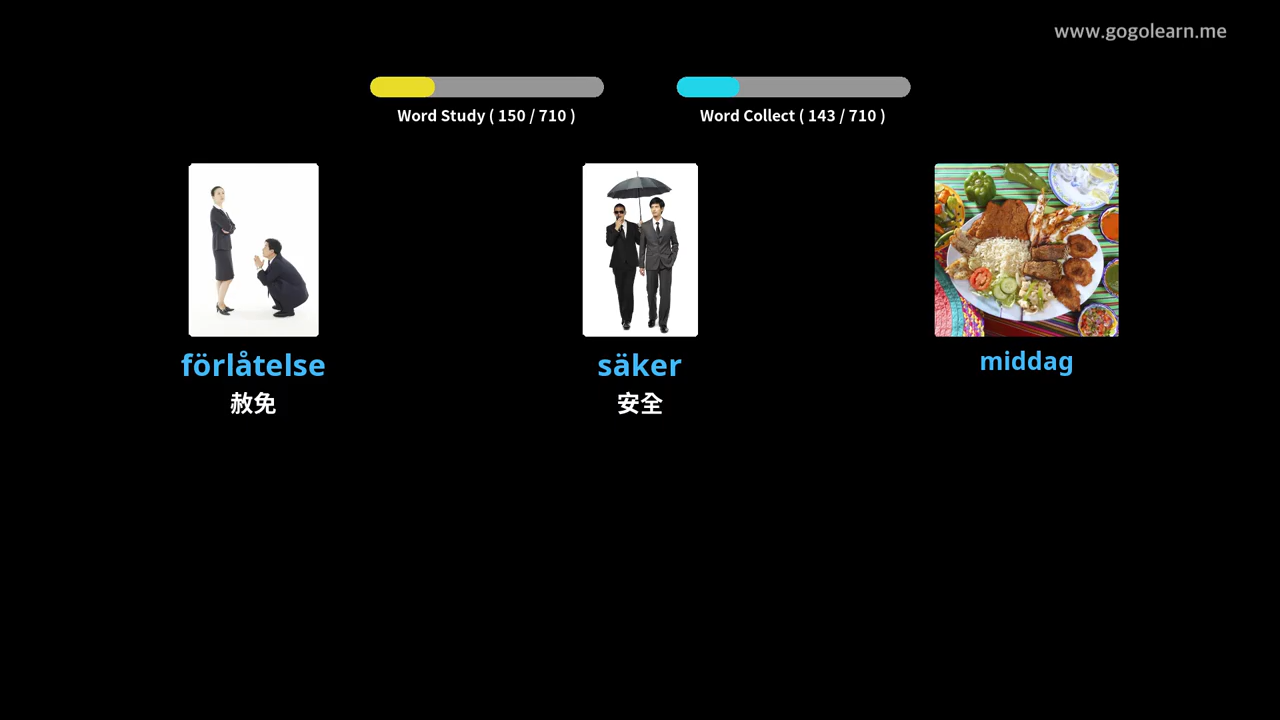 www.gogolearn.me
Word Study ( 150 / 710 )
Word Collect ( 143 / 710 )
förlåtelse
赦免
säker
安全
middag